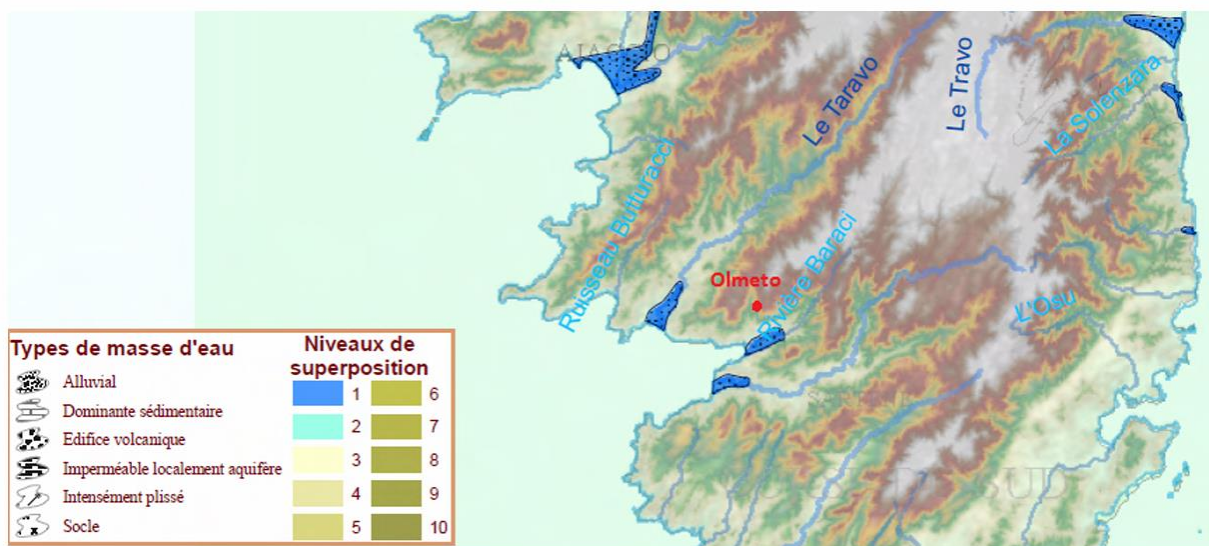 AJACCIO
Le Taravo
Le Travo
La Solenzara
Ruisseau Butturacci
Olmeto
Rivière Baraci
L'Osu
SUD
Types de masse d'eau
Alluvial
Dominante sédimentaire
Edifice volcanique
Imperméable localement aquifère
Intensément plissé
Socle
Niveaux de
superposition
1 6
2 7
3 8
4 9
5 10